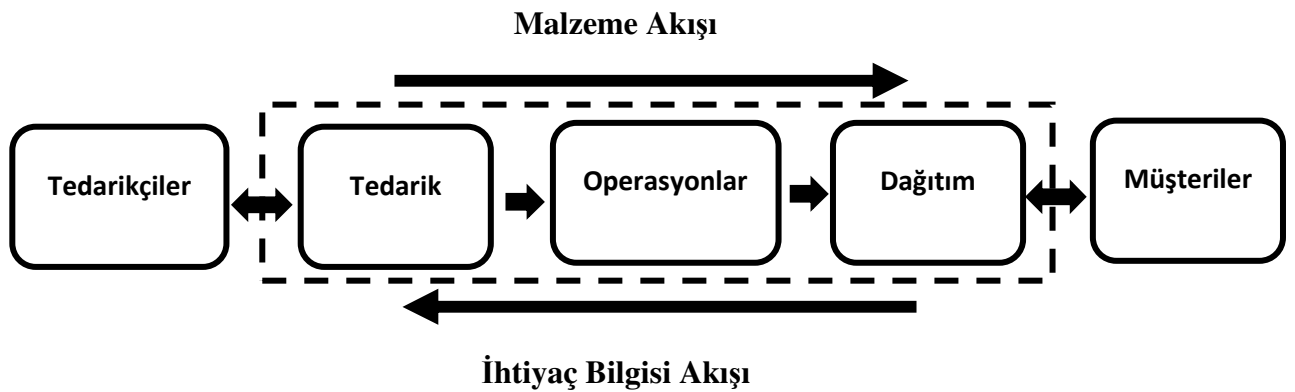 Malzeme Akışı
Tedarikçiler
Tedarik
Operasyonlar
Dağıtım
Müşteriler
İhtiyaç Bilgisi Akışı